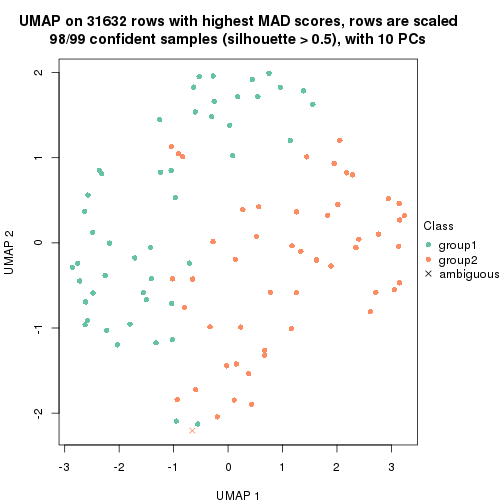 UMAP on 31632 rows with highest MAD scores, rows are scaled
98/99 confident samples (silhouette > 0.5), with 10 PCs
2
1
0
-1
-2
UMAP 2
-3 -2 -1 0 1 2 3
UMAP 1
Class
group1
group2
ambiguous